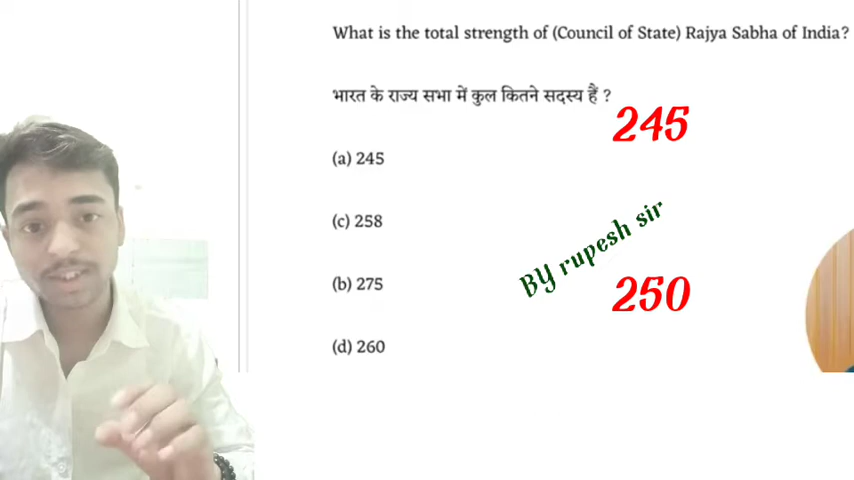 What is the total strength of (Council of State) Rajya Sabha of India?
भारत के राज्य सभा में कुल कितने सदस्य हैं ?
245
(a) 245
(c) 258
BY rupesh sir
(b) 275
250
(d) 260